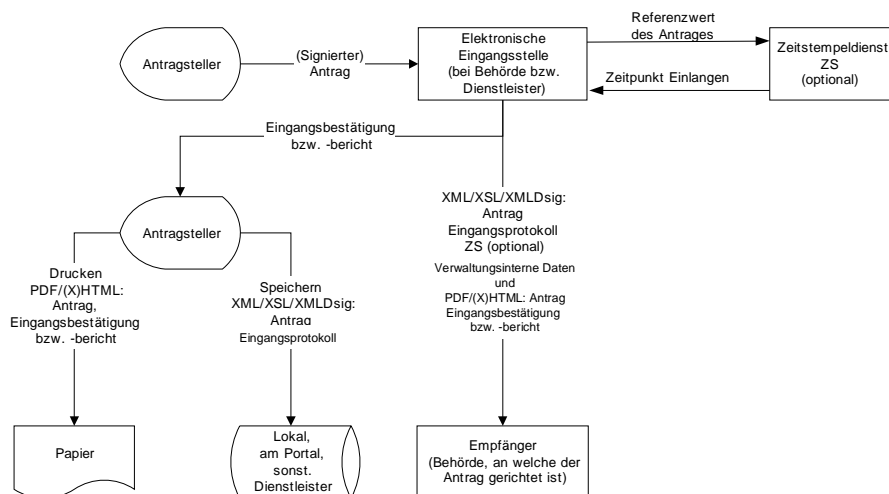 Antragsteller
(Signierter)
Antrag
Elektronische
Eingangsstelle
(bei Behörde bzw.
Dienstleister)
Referenzwert
des Antrages
Zeitpunkt Einlangen
Zeitstempeldienst
ZS
(optional)
Eingangsbestätigung
bzw. -bericht
Antragsteller
XML/XSL/XMLDsig:
Antrag
Eingangsprotokoll
ZS (optional)
Verwaltungsinterne Daten
und
PDF/(X)HTML: Antrag
Eingangsbestätigung
bzw. -bericht
Drucken
PDF/(X)HTML:
Antrag,
Eingangsbestätigung
bzw. -bericht
Speichern
XML/XSL/XMLDsig:
Antrag
Eingangsprotokoll
Papier
Lokal,
am Portal,
sonst.
Dienstleister
Empfänger
(Behörde, an welche der
Antrag gerichtet ist)